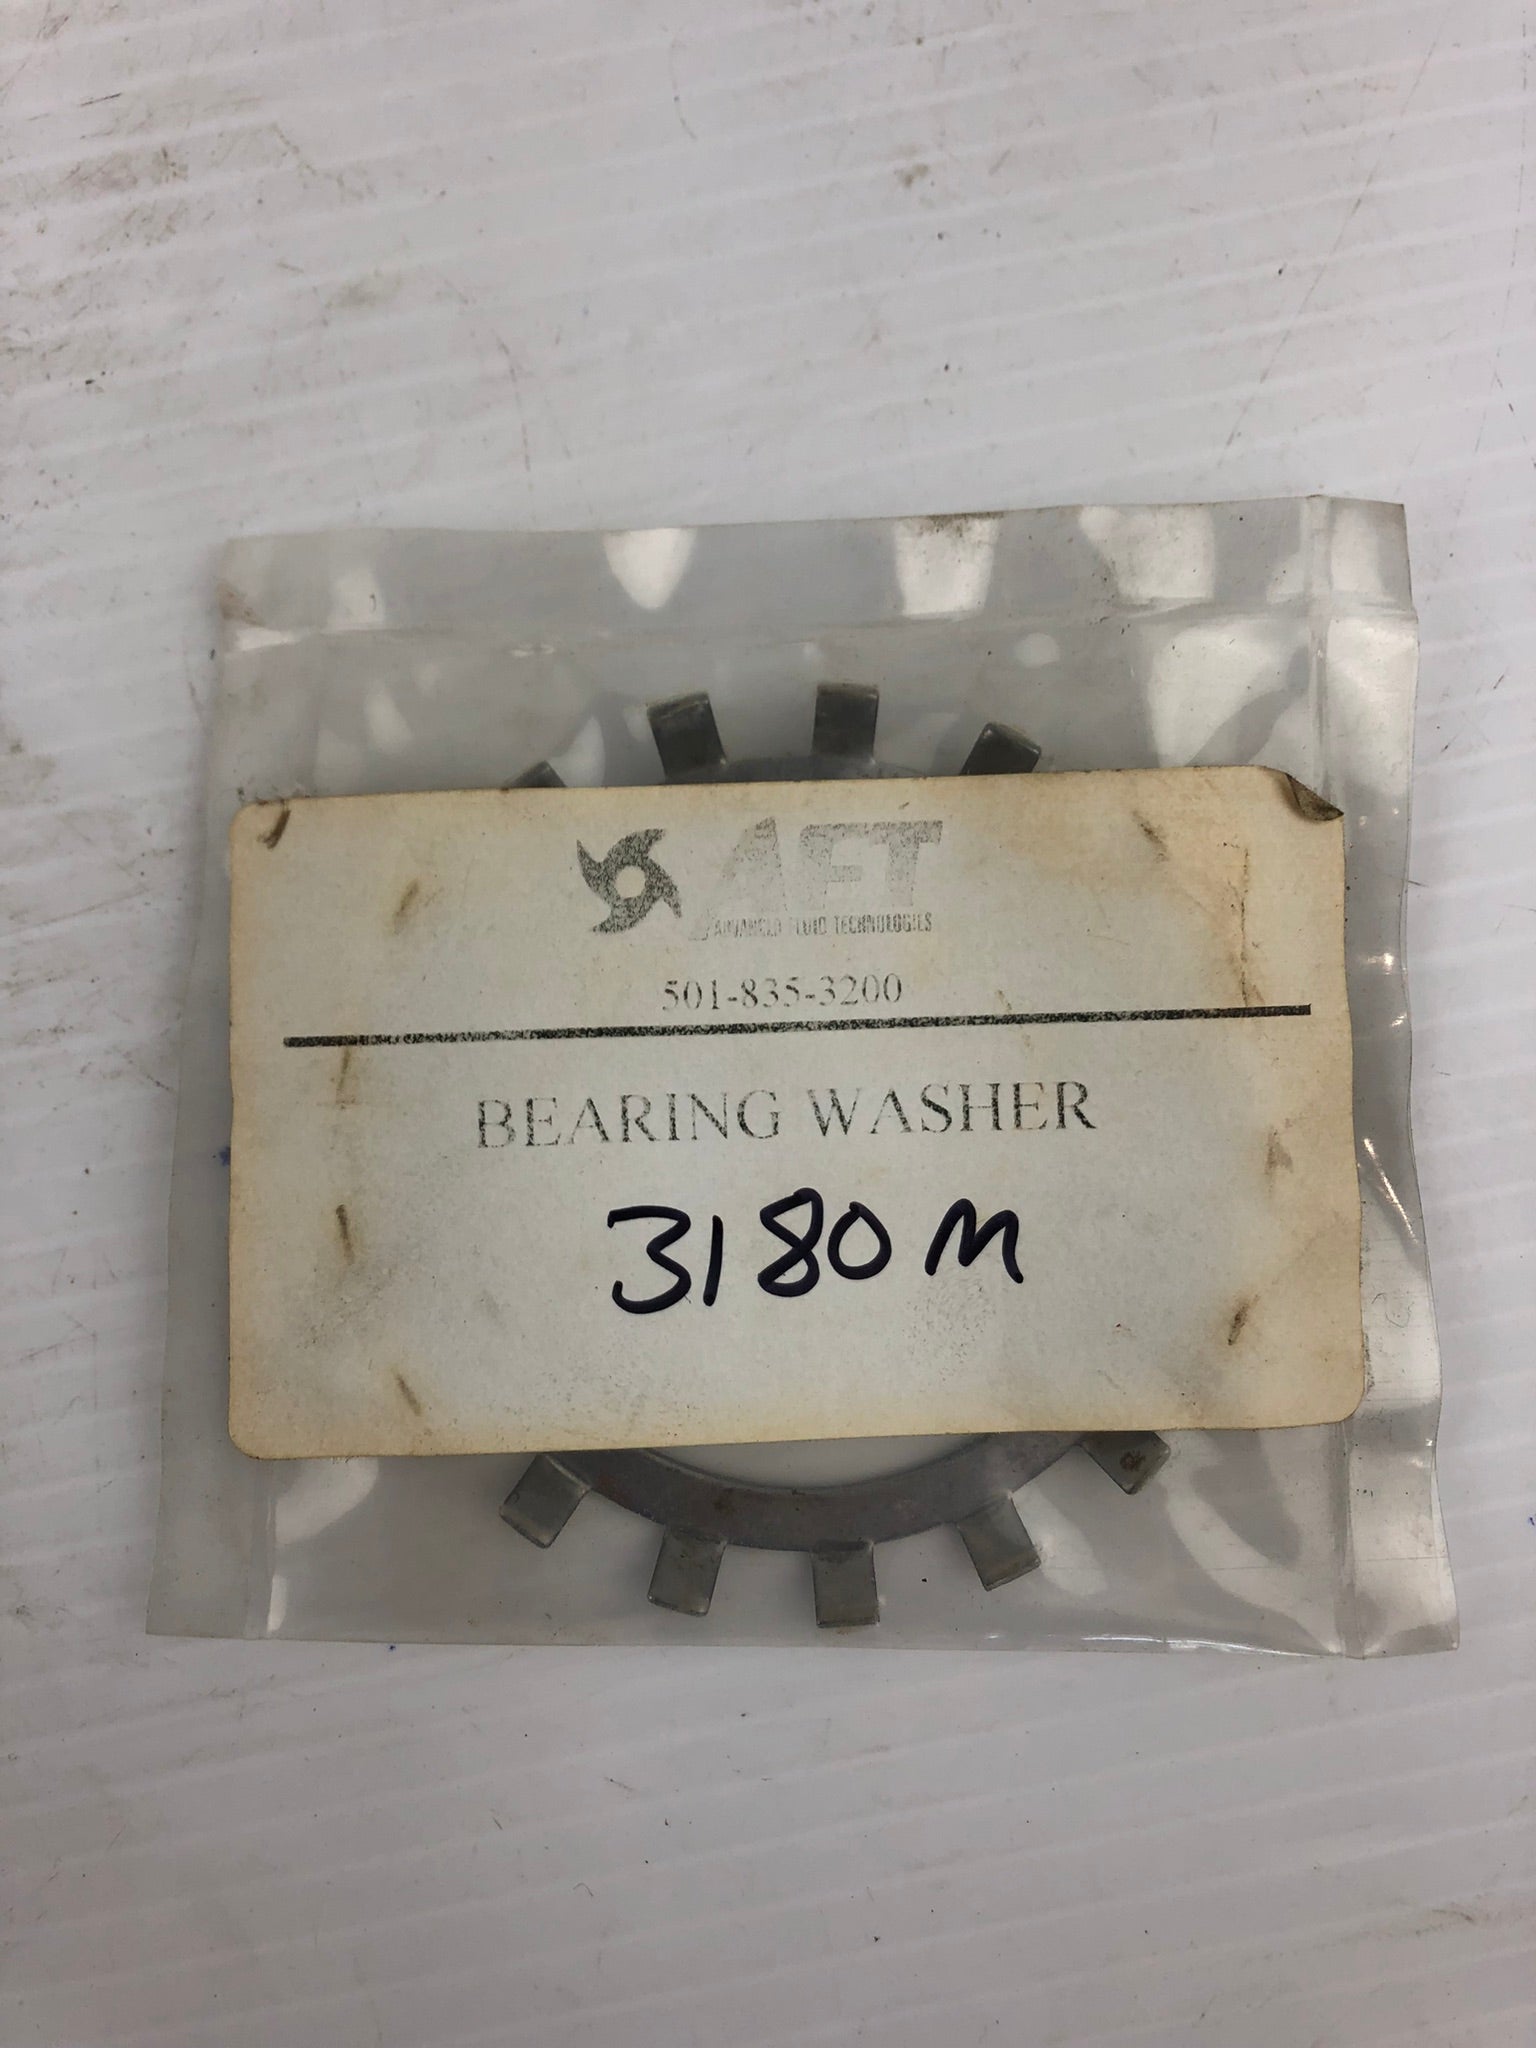 AFT
ADVANCED FLUID TECHNOLOGIES
501-835-3200
BEARING WASHER
3180M